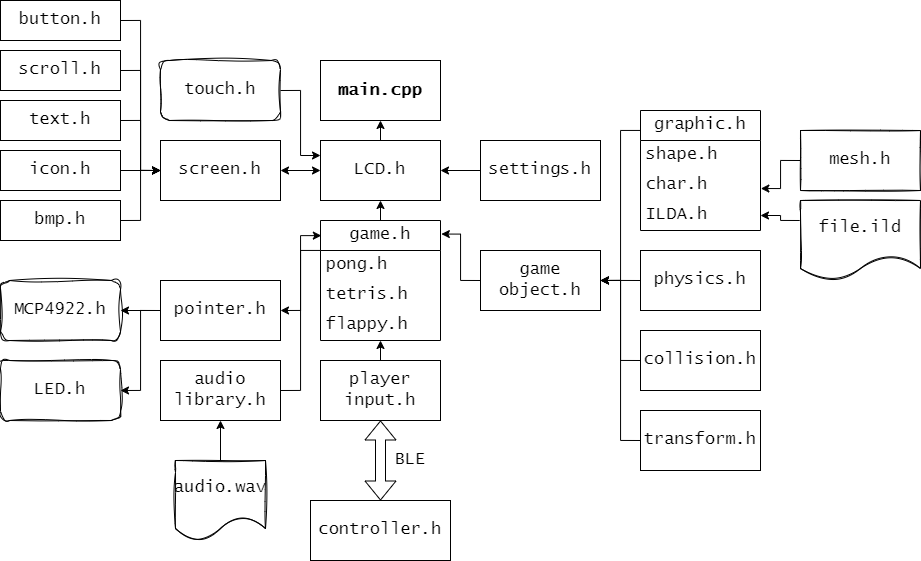 button.h
scroll.h
text.h
icon.h
bmp.h
touch.h
screen.h
main.cpp
LCD.h
settings.h
game.h
pong.h
tetris.h
flappy.h
game
object.h
graphic.h
shape.h
char.h
ILDA.h
mesh.h
file.ild
physics.h
collision.h
transform.h
MCP4922.h
LED.h
pointer.h
audio
library.h
audio.wav
player
input.h
BLE
controller.h